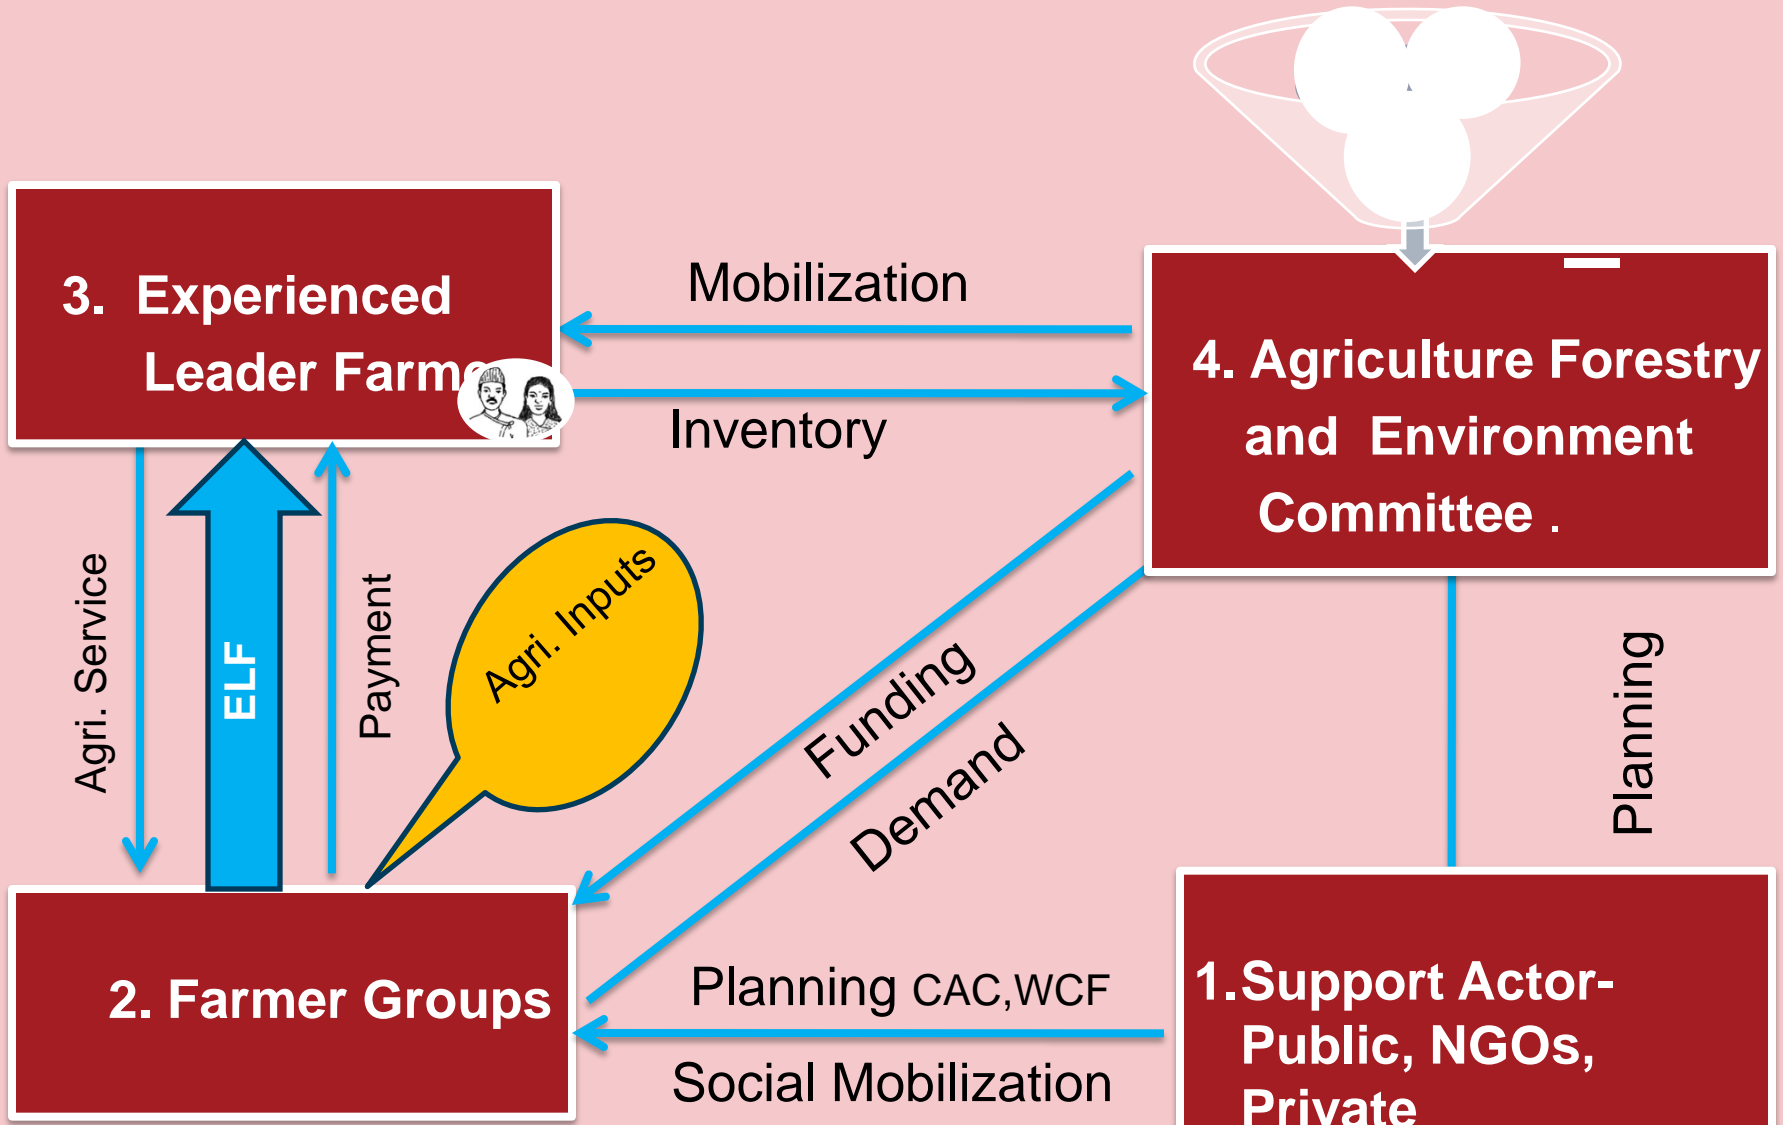 3. Experienced
Leader Farme
Mobilization
Inventory
4. Agriculture Forestry
and Environment
Committee .
Agri. Service
ELF
Payment
Agri. Inputs
Funding
Demand
Planning
2. Farmer Groups
Planning CAC,WCF
Social Mobilization
1.Support Actor-
Public, NGOs,
Private